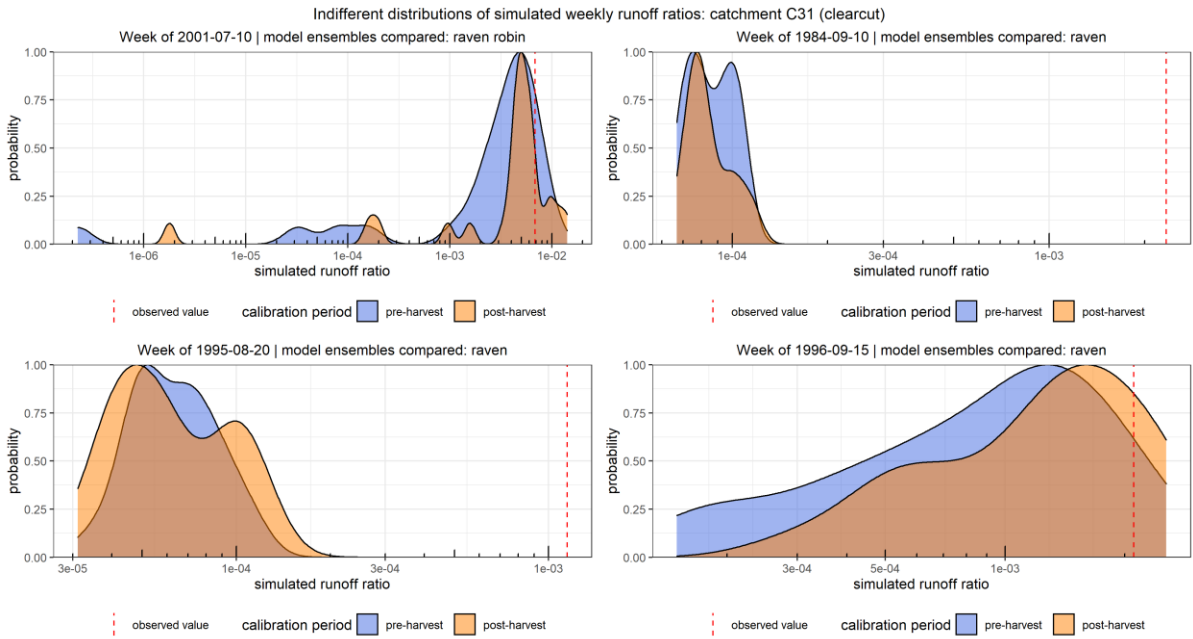 Indifferent distributions of simulated weekly runoff ratios: catchment C31 (clearcut)
Week of 2001-07-10 | model ensembles compared: raven robin
1.00
0.75
0.50
0.25
0.00
probability
1e-06 1e-05 1e-04 1e-03 1e-02
simulated runoff ratio
observed value calibration period pre-harvest post-harvest
Week of 1984-09-10 | model ensembles compared: raven
1.00
0.75
0.50
0.25
0.00
probability
1e-04 3e-04 1e-03
simulated runoff ratio
observed value calibration period pre-harvest post-harvest
Week of 1995-08-20 | model ensembles compared: raven
1.00
0.75
0.50
0.25
0.00
probability
3e-05 1e-04 3e-04 1e-03
simulated runoff ratio
observed value calibration period pre-harvest post-harvest
Week of 1996-09-15 | model ensembles compared: raven
1.00
0.75
0.50
0.25
0.00
probability
3e-04 5e-04 1e-03
simulated runoff ratio
observed value calibration period pre-harvest post-harvest